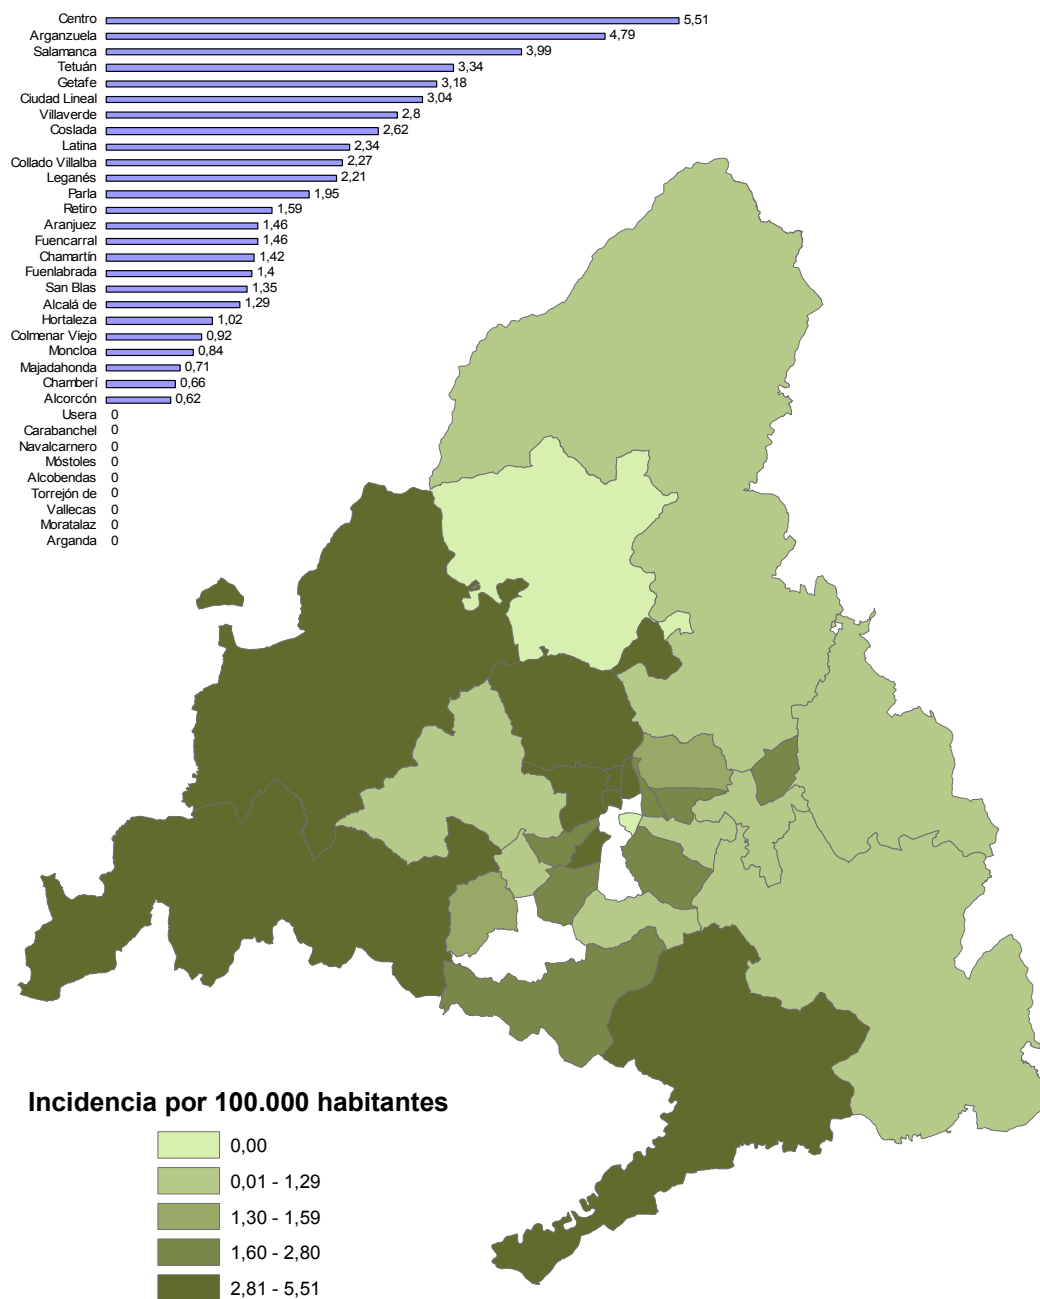 Centro 5,51
Arganzuela 4,79
Salamanca 3,99
Tetuán 3,34
Getafe 3,18
Ciudad Lineal 3,04
Villaverde 2,8
Coslada 2,62
Latina 2,34
Collado Villalba 2,27
Leganés 2,21
Parla 1,95
Retiro 1,59
Aranjuez 1,46
Fuencarral 1,46
Chamartín 1,42
Fuenlabrada 1,4
San Blas 1,35
Alcalá de 1,29
Hortaleza 1,02
Colmenar Viejo 0,92
Moncloa 0,84
Majadahonda 0,71
Chamberí 0,66
Alcorcón 0,62
Usera 0
Carabanchel 0
Navalcarnero 0
Móstoles 0
Alcobendas 0
Torrejón de 0
Vallecas 0
Moratalaz 0
Arganda 0
Incidencia por 100.000 habitantes
0,00
0,01 - 1,29
1,30 - 1,59
1,60 - 2,80
2,81 - 5,51